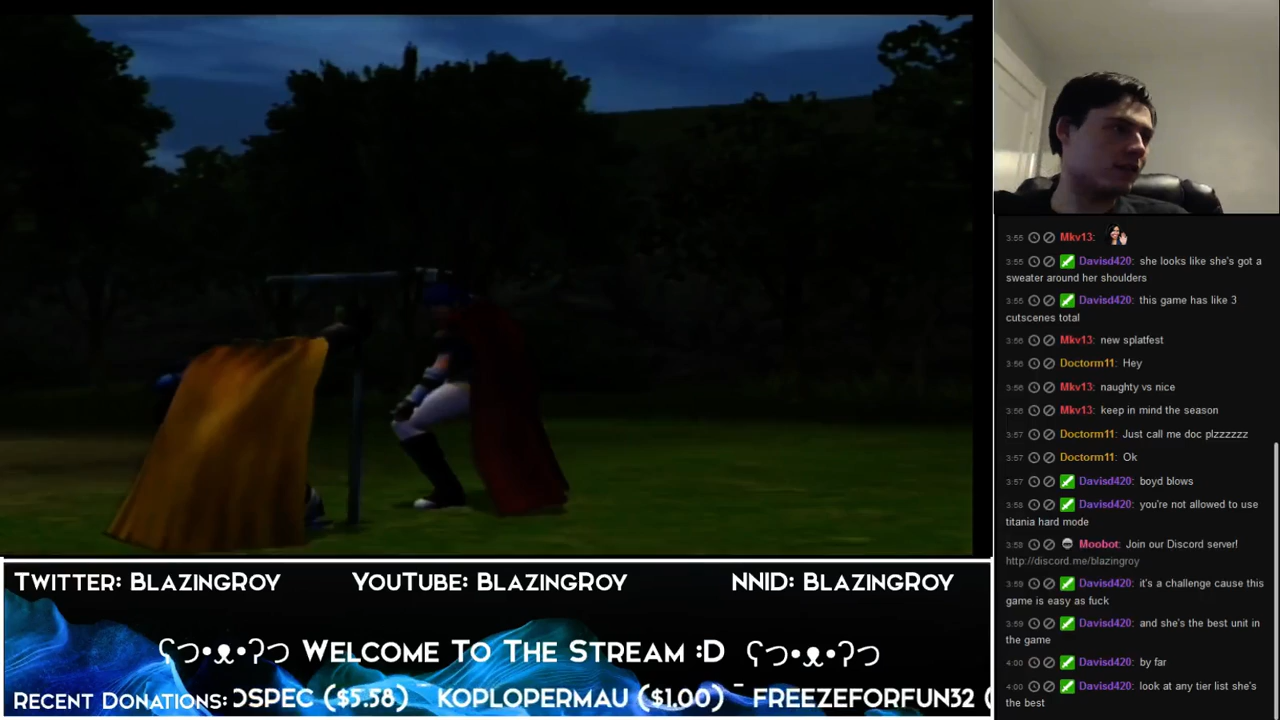 3:55 Mkv13:
3:55 Davisd420: she looks like she's got a
sweater around her shoulders
3:55 Davisd420: this game has like 3
cutscenes total
3:56 Mkv13: new splatfest
3:56 Doctorm11: Hey
3:56 Mkv13: naughty vs nice
3:56 Mkv13: keep in mind the season
3:57 Doctorm11: Just call me doc plzzzzzz
3:57 Doctorm11: Ok
3:57 Davisd420: boyd blows
3:58 Davisd420: you're not allowed to use
titania hard mode
3:58 Moobot: Join our Discord server!
http://discord.me/blazingroy
3:59 Davisd420: it's a challenge cause this
game is easy as fuck
3:59 Davisd420: and she's the best unit in
the game
4:00 Davisd420: by far
4:00 Davisd420: look at any tier list she's
the best
Twitter: BlazingRoy YouTube: BlazingRoy NNID: BlazingRoy
ʕつ•ᴥ•ʔつ Welcome To The Stream :D ʕつ•ᴥ•ʔつ
Recent Donations: OSPEC ($5.58) ¯ KOPLOPERMAU ($1.00) ¯ FREEZEFORFUN32 (